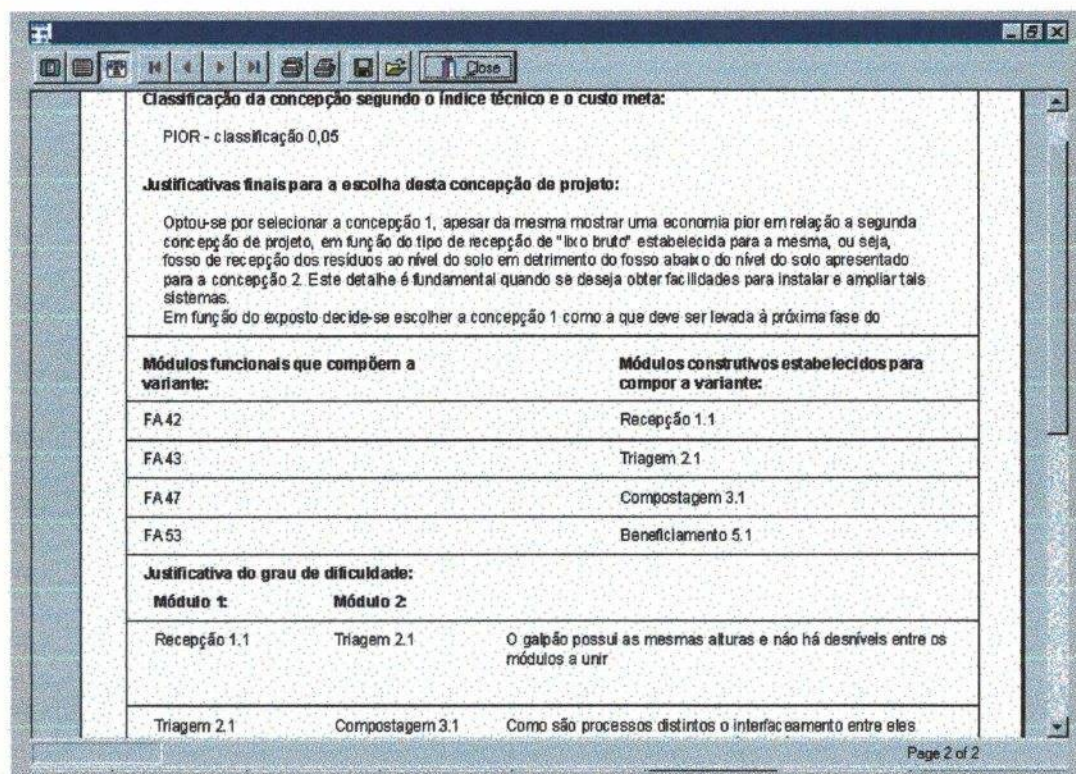 Close
Classificação da concepção segundo o índice técnico e o custo meta:
PIOR - classificação 0,05
Justificativas finais para a escolha desta concepção de projeto:
Optou-se por selecionar a concepção 1, apesar da mesma mostrar uma economia pior em relação a segunda
concepção de projeto, em função do tipo de recepção de "lixo bruto" estabelecida para a mesma, ou seja,
fosso de recepção dos resíduos ao nível do solo em detrimento do fosso abaixo do nível do solo apresentado
para a concepção 2. Este detalhe é fundamental quando se deseja obter facilidades para instalar e ampliar tais
sistemas.
Em função do exposto decide-se escolher a concepção 1 como a que deve ser levada à próxima fase do
Módulos funcionais que compõem a
variante:
Módulos construtivos estabelecidos para
compor a variante:
FA42 Recepção 1.1
FA43 Triagem 2.1
FA47 Compostagem 3.1
FA53 Beneficiamento 5.1
Justificativa do grau de dificuldade:
Módulo 1: Módulo 2:
Recepção 1.1 Triagem 2.1 O galpão possui as mesmas alturas e não há desníveis entre os
módulos a unir
Triagem 2.1 Compostagem 3.1 Como são processos distintos o interfaceamento entre eles
Page 2 of 2